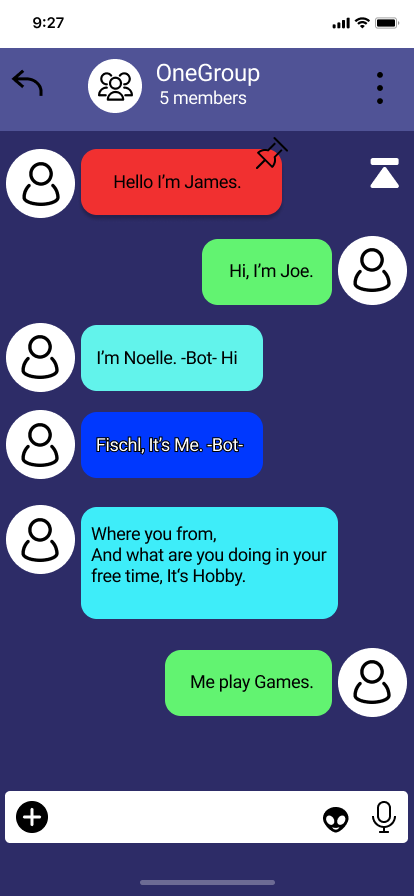 9:27
OneGroup
5 members
Hello I’m James.
Hi, I’m Joe.
I’m Noelle. -Bot- Hi
Fischl, It’s Me. -Bot-
Where you from,
And what are you doing in your
free time, It’s Hobby.
Me play Games.